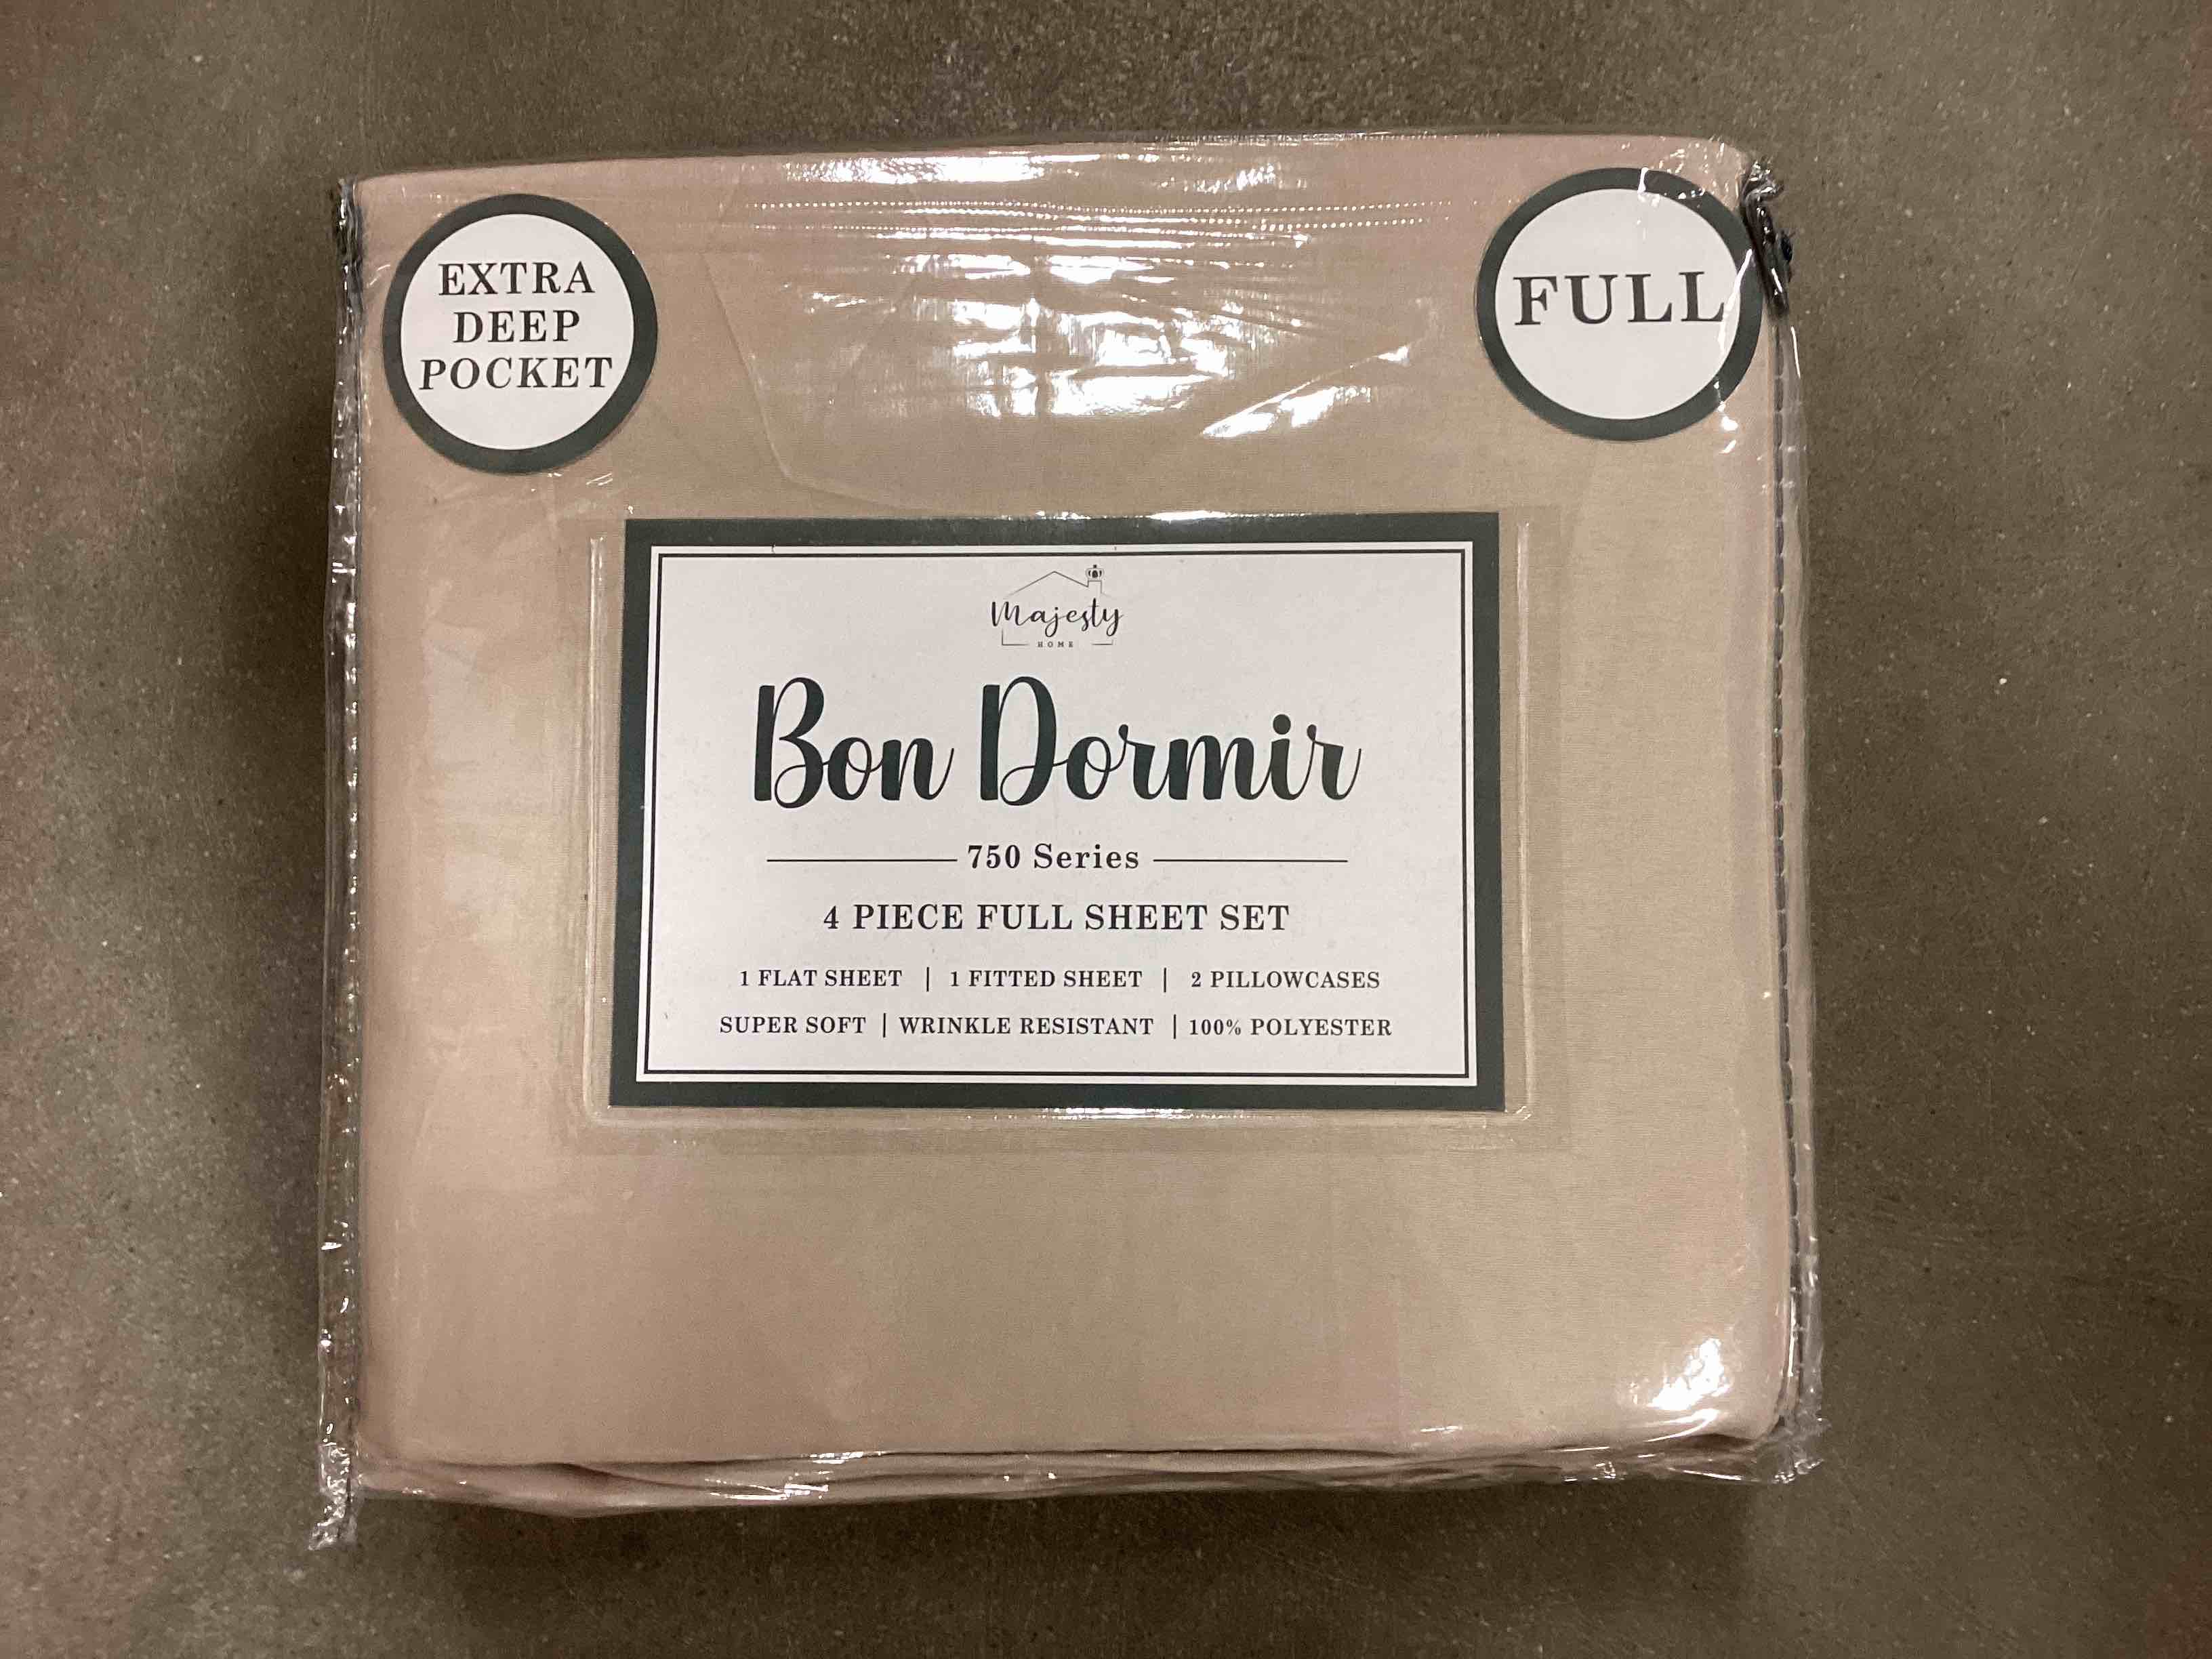 EXTRA
DEEP
POCKET
FULL
Majesty
HOME
Bon Dormir
750 Series
4 PIECE FULL SHEET SET
1 FLAT SHEET | 1 FITTED SHEET | 2 PILLOWCASES
SUPER SOFT | WRINKLE RESISTANT | 100% POLYESTER